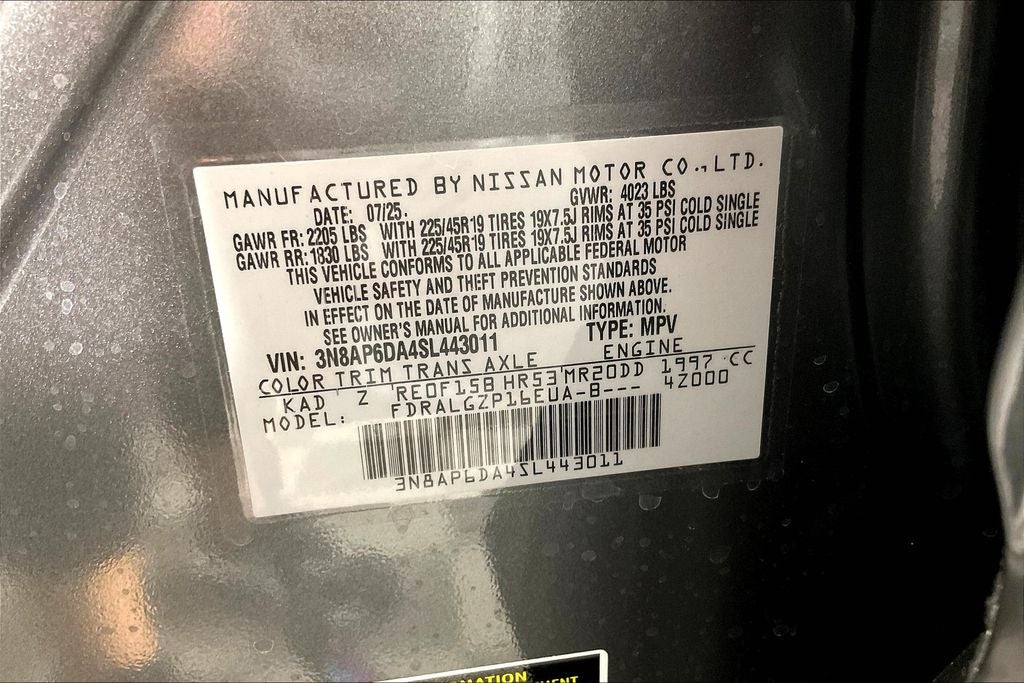 MANUFACTURED BY NISSAN MOTOR CO.,LTD.
DATE: 07/25. GVWR: 4023 LBS
GAWR FR: 2205 LBS WITH 225/45R19 TIRES 19X7.5J RIMS AT 35 PSI COLD SINGLE
GAWR RR: 1830 LBS WITH 225/45R19 TIRES 19X7.5J RIMS AT 35 PSI COLD SINGLE
THIS VEHICLE CONFORMS TO ALL APPLICABLE FEDERAL MOTOR
VEHICLE SAFETY AND THEFT PREVENTION STANDARDS
IN EFFECT ON THE DATE OF MANUFACTURE SHOWN ABOVE.
SEE OWNER'S MANUAL FOR ADDITIONAL INFORMATION.
VIN: 3N8AP6DA4SL443011 TYPE: MPV
COLOR TRIM TRANS AXLE ENGINE
KAD Z RE0F15B HR53 MR20DD 1997 CC
MODEL: FDRALGZP16EUA-B--- 4Z000
3N8AP6DA4SL443011